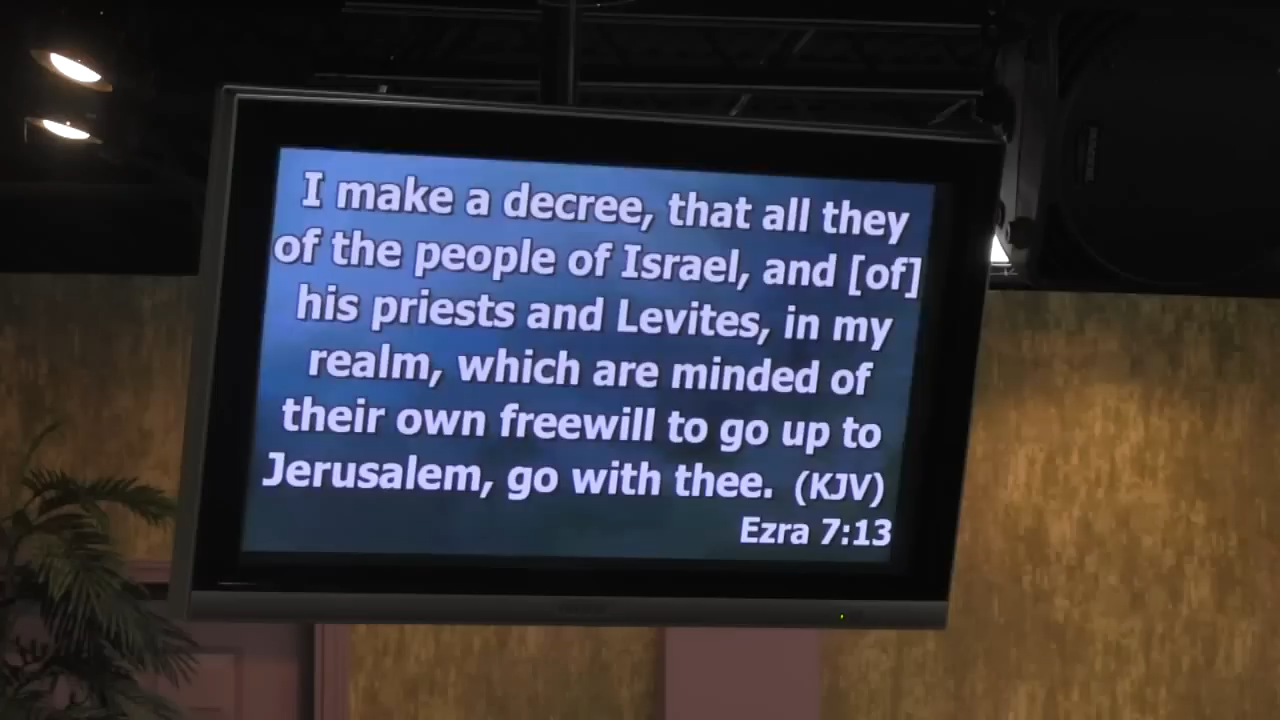 I make a decree, that all they
of the people of Israel, and [of]
his priests and Levites, in my
realm, which are minded of
their own freewill to go up to
Jerusalem, go with thee. (KJV)
Ezra 7:13